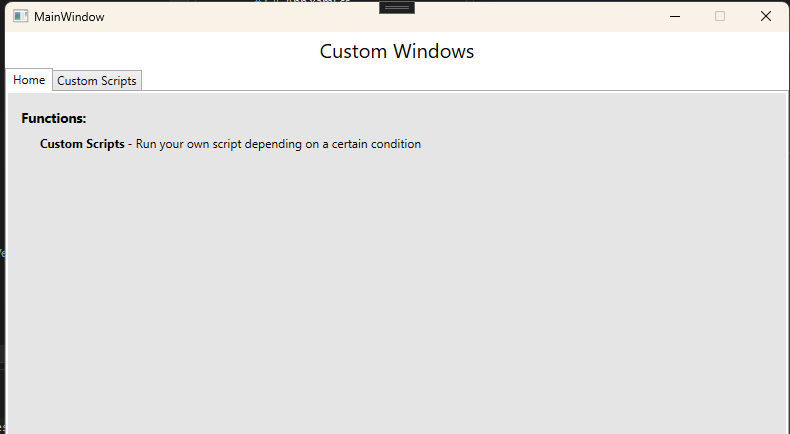 MainWindow
Custom Windows
Home
Custom Scripts
Functions:
Custom Scripts - Run your own script depending on a certain condition